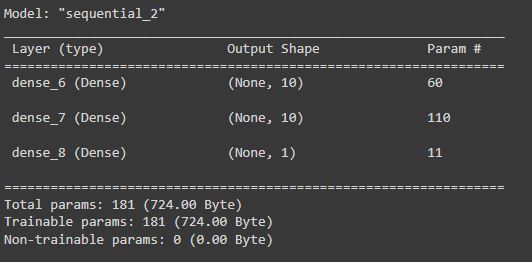 Model: "sequential_2"
_________________________________________________________________
Layer (type) Output Shape Param #
=================================================================
dense_6 (Dense) (None, 10) 60
dense_7 (Dense) (None, 10) 110
dense_8 (Dense) (None, 1) 11
=================================================================
Total params: 181 (724.00 Byte)
Trainable params: 181 (724.00 Byte)
Non-trainable params: 0 (0.00 Byte)